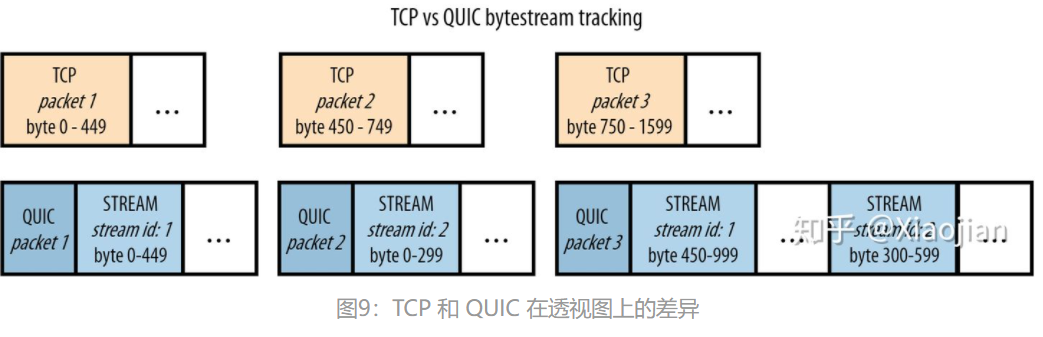 TCP vs QUIC bytestream tracking
TCP
packet 1
byte 0 - 449
...
TCP
packet 2
byte 450 - 749
...
TCP
packet 3
byte 750 - 1599
...
QUIC
packet 1
STREAM
stream id: 1
byte 0-449
...
QUIC
packet 2
STREAM
stream id: 2
byte 0-299
...
QUIC
packet 3
STREAM
stream id: 1
byte 450-999
...
STREAM
stream id: 2
byte 300-599
...
知乎 @Xiaojian
图9：TCP 和 QUIC 在透视图上的差异